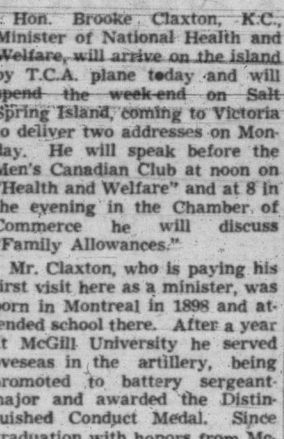 Hon. Brooke Claxton, K.C.,
Minister of National Health and
Welfare, will arrive on the island
by T.C.A. plane today and will
spend the week-end on Salt
Spring Island, coming to Victoria
to deliver two addresses on Mon-
day. He will speak before the
Men's Canadian Club at noon on
"Health and Welfare" and at 8 in
the evening in the Chamber of
Commerce he will discuss
"Family Allowances."
Mr. Claxton, who is paying his
first visit here as a minister, was
born in Montreal in 1898 and at-
tended school there. After a year
at McGill University he served
oveseas in the artillery, being
promoted to battery sergeant-
major and awarded the Distin-
guished Conduct Medal. Since
graduation with honors from Mc-